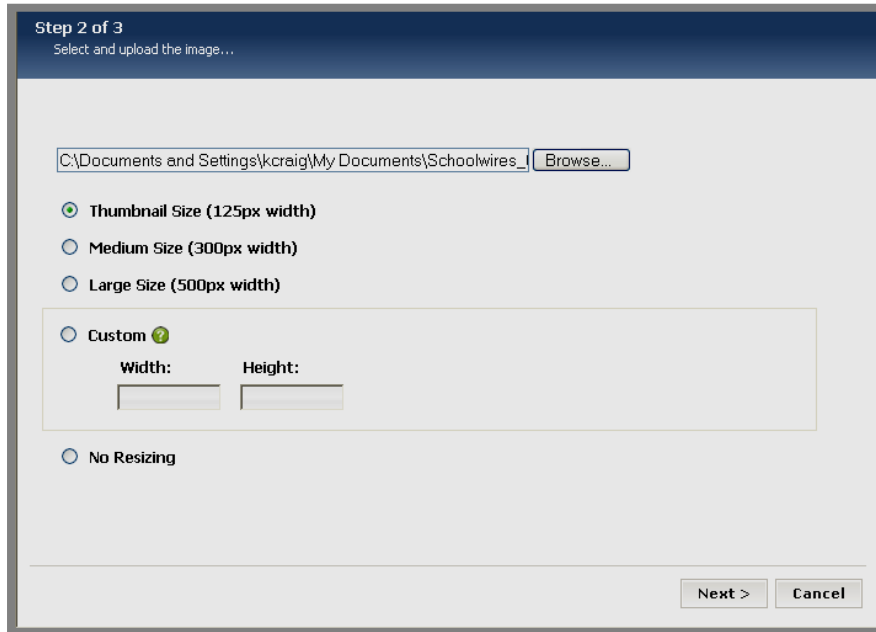 Step 2 of 3
Select and upload the image...
C:\Documents and Settings\kcraig\My Documents\Schoolwires_ Browse...
Thumbnail Size (125px width)
Medium Size (300px width)
Large Size (500px width)
Custom ?
Width: Height:
No Resizing
Next > Cancel